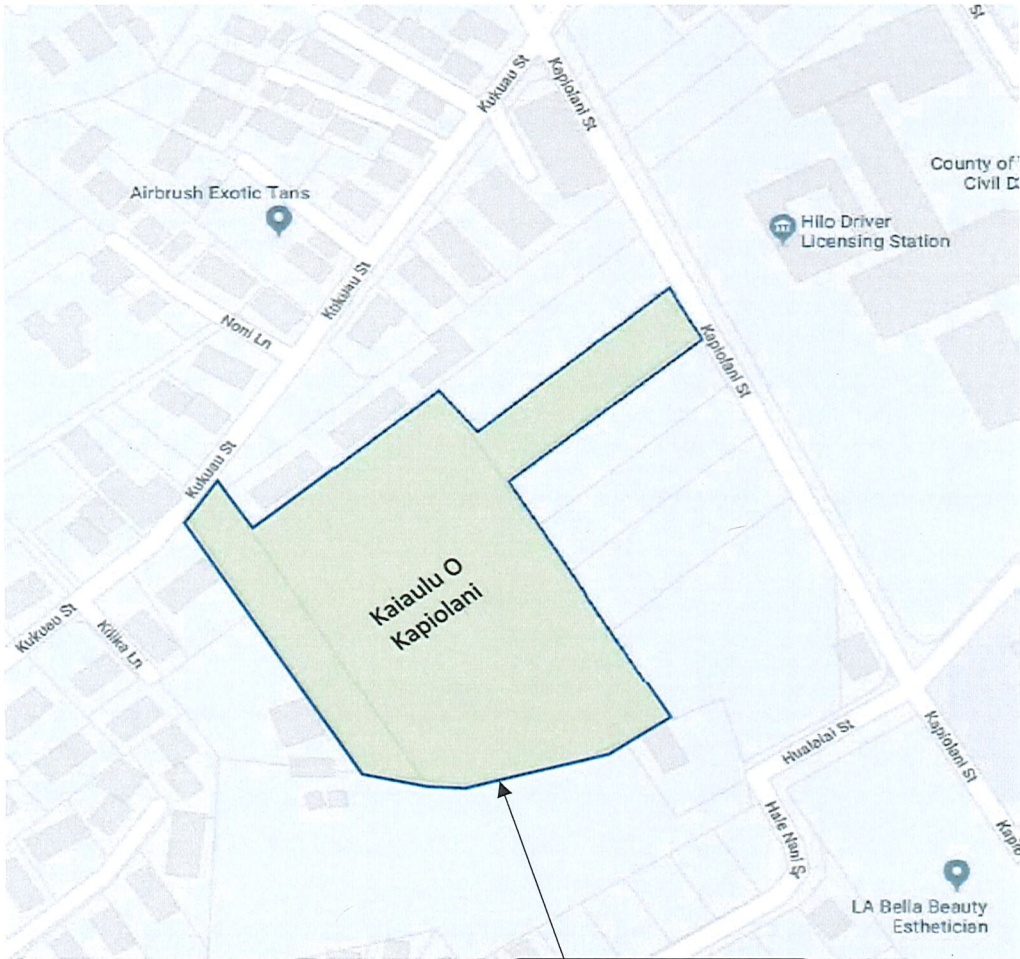 St
Kukuau St
Kapiolani St
County of
Civil D
Airbrush Exotic Tans
Hilo Driver
Licensing Station
Kukuau St
Noni Ln
Kapiolani St
Kukuau St
Kaiaulu O
Kapiolani
Kukuau St
Kilika Ln
Hualalai St
Kapiolani St
Hale Nani S
Kapio
LA Bella Beauty
Esthetician